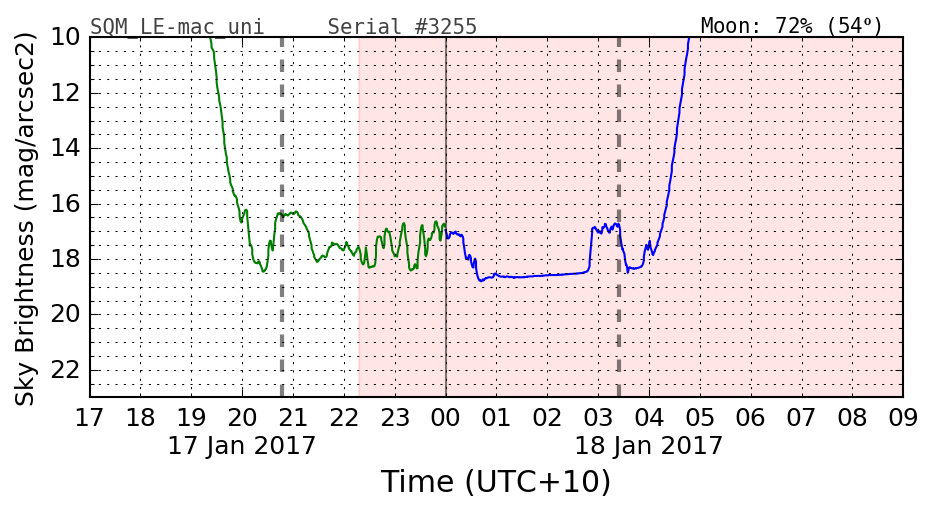 SQM_LE-mac_uni Serial #3255 Moon: 72% (54°)
10
12
14
16
18
20
22
Sky Brightness (mag/arcsec2)
17 18 19 20 21 22 23 00 01 02 03 04 05 06 07 08 09
17 Jan 2017 18 Jan 2017
Time (UTC+10)